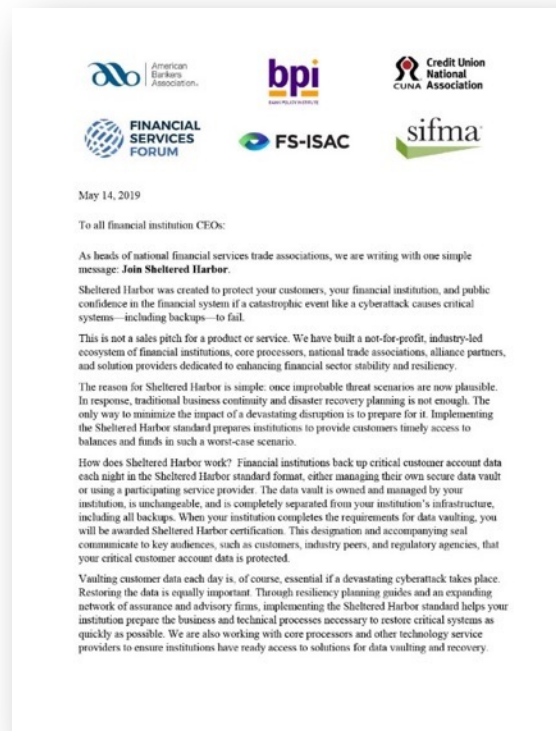 American
Bankers
Association.
bpi
BANK POLICY INSTITUTE
Credit Union
National
CUNA Association
FINANCIAL
SERVICES
FORUM
FS-ISAC
sifma
May 14, 2019
To all financial institution CEOs:
As heads of national financial services trade associations, we are writing with one simple
message: Join Sheltered Harbor.
Sheltered Harbor was created to protect your customers, your financial institution, and public
confidence in the financial system if a catastrophic event like a cyberattack causes critical
systems—including backups—to fail.
This is not a sales pitch for a product or service. We have built a not-for-profit, industry-led
ecosystem of financial institutions, core processors, national trade associations, alliance partners,
and solution providers dedicated to enhancing financial sector stability and resiliency.
The reason for Sheltered Harbor is simple: once improbable threat scenarios are now plausible.
In response, traditional business continuity and disaster recovery planning is not enough. The
only way to minimize the impact of a devastating disruption is to prepare for it. Implementing
the Sheltered Harbor standard prepares institutions to provide customers timely access to
balances and funds in such a worst-case scenario.
How does Sheltered Harbor work? Financial institutions back up critical customer account data
each night in the Sheltered Harbor standard format, either managing their own secure data vault
or using a participating service provider. The data vault is owned and managed by your
institution, is unchangeable, and is completely separated from your institution's infrastructure,
including all backups. When your institution completes the requirements for data vaulting, you
will be awarded Sheltered Harbor certification. This designation and accompanying seal
communicate to key audiences, such as customers, industry peers, and regulatory agencies, that
your critical customer account data is protected.
Vaulting customer data each day is, of course, essential if a devastating cyberattack takes place.
Restoring the data is equally important. Through resiliency planning guides and an expanding
network of assurance and advisory firms, implementing the Sheltered Harbor standard helps your
institution prepare the business and technical processes necessary to restore critical systems as
quickly as possible. We are also working with core processors and other technology service
providers to ensure institutions have ready access to solutions for data vaulting and recovery.